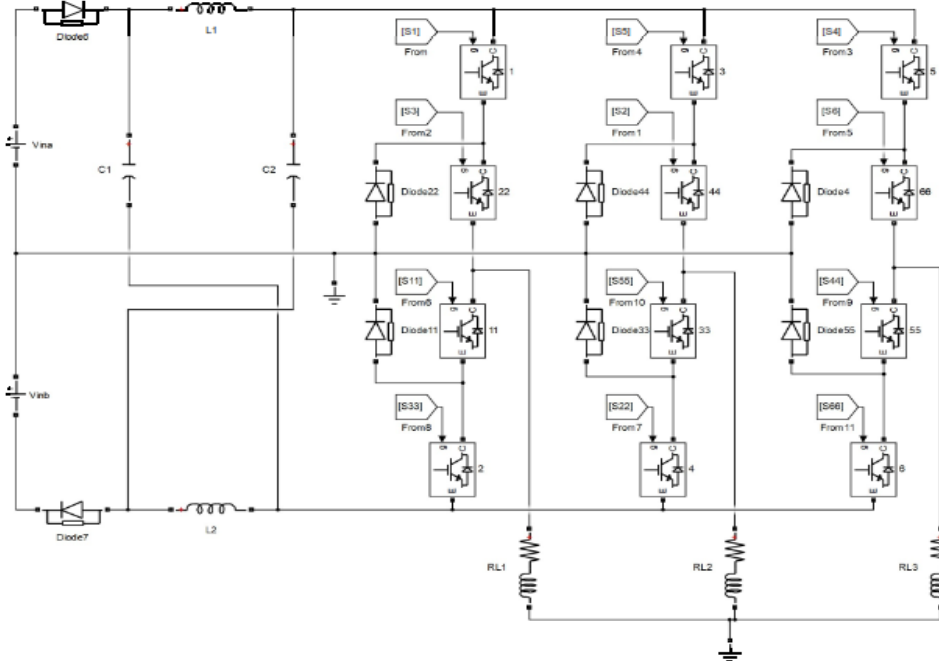 Diode6
L1
[S1]
From
g
C
E
1
[S5]
From4
g
C
E
3
[S4]
From3
g
C
E
5
Vina
C1
C2
[S3]
From2
g
C
E
22
Diode22
[S2]
From1
g
C
E
44
Diode44
[S6]
From5
g
C
E
66
Diode4
[S11]
From6
g
C
E
11
Diode11
[S55]
From10
g
C
E
33
Diode33
[S44]
From9
g
C
E
55
Diode55
Vinb
[S33]
From8
g
C
E
2
[S22]
From7
g
C
E
4
[S66]
From11
g
C
E
6
Diode7
L2
RL1
RL2
RL3